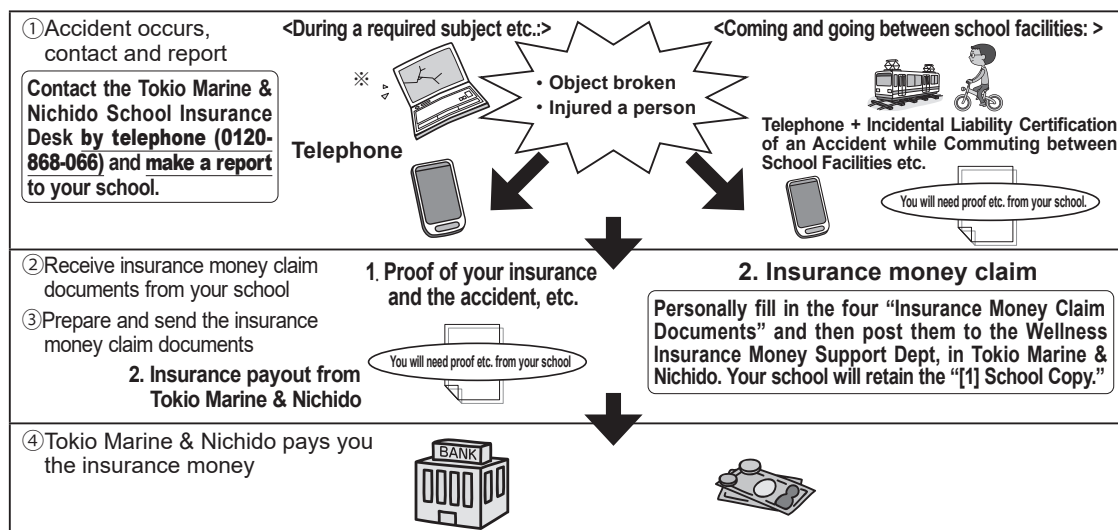 ①Accident occurs,
contact and report
Contact the Tokio Marine &
Nichido School Insurance
Desk by telephone (0120-
868-066) and make a report
to your school.
<During a required subject etc.:>
※
Telephone
• Object broken
• Injured a person
<Coming and going between school facilities: >
Telephone + Incidental Liability Certification
of an Accident while Commuting between
School Facilities etc.
You will need proof etc. from your school.
②Receive insurance money claim
documents from your school
③Prepare and send the insurance
money claim documents
2. Insurance payout from
Tokio Marine & Nichido
1. Proof of your insurance
and the accident, etc.
You will need proof etc. from your school
2. Insurance money claim
Personally fill in the four “Insurance Money Claim
Documents” and then post them to the Wellness
Insurance Money Support Dept, in Tokio Marine &
Nichido. Your school will retain the “[1] School Copy.”
④Tokio Marine & Nichido pays you
the insurance money
BANK